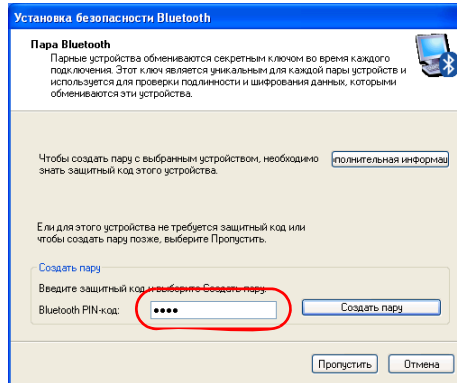 Установка безопасности Bluetooth
Пара Bluetooth
Парные устройства обмениваются секретным ключом во время каждого
подключения. Этот ключ является уникальным для каждой пары устройств и
используется для проверки подлинности и шифрования данных, которыми
обмениваются эти устройства.
Чтобы создать пару с выбранным устройством, необходимо
знать защитный код этого устройства.
полнительная информац
Ели для этого устройства не требуется защитный код или
чтобы создать пару позже, выберите Пропустить.
Создать пару
Введите защитный код и выберите Создать пару.
Bluetooth PIN-код:
••••
Создать пару
Пропустить
Отмена